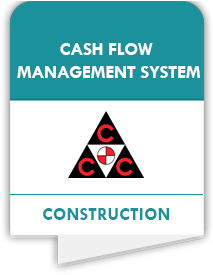 CASH FLOW
MANAGEMENT SYSTEM
C
C C
CONSTRUCTION